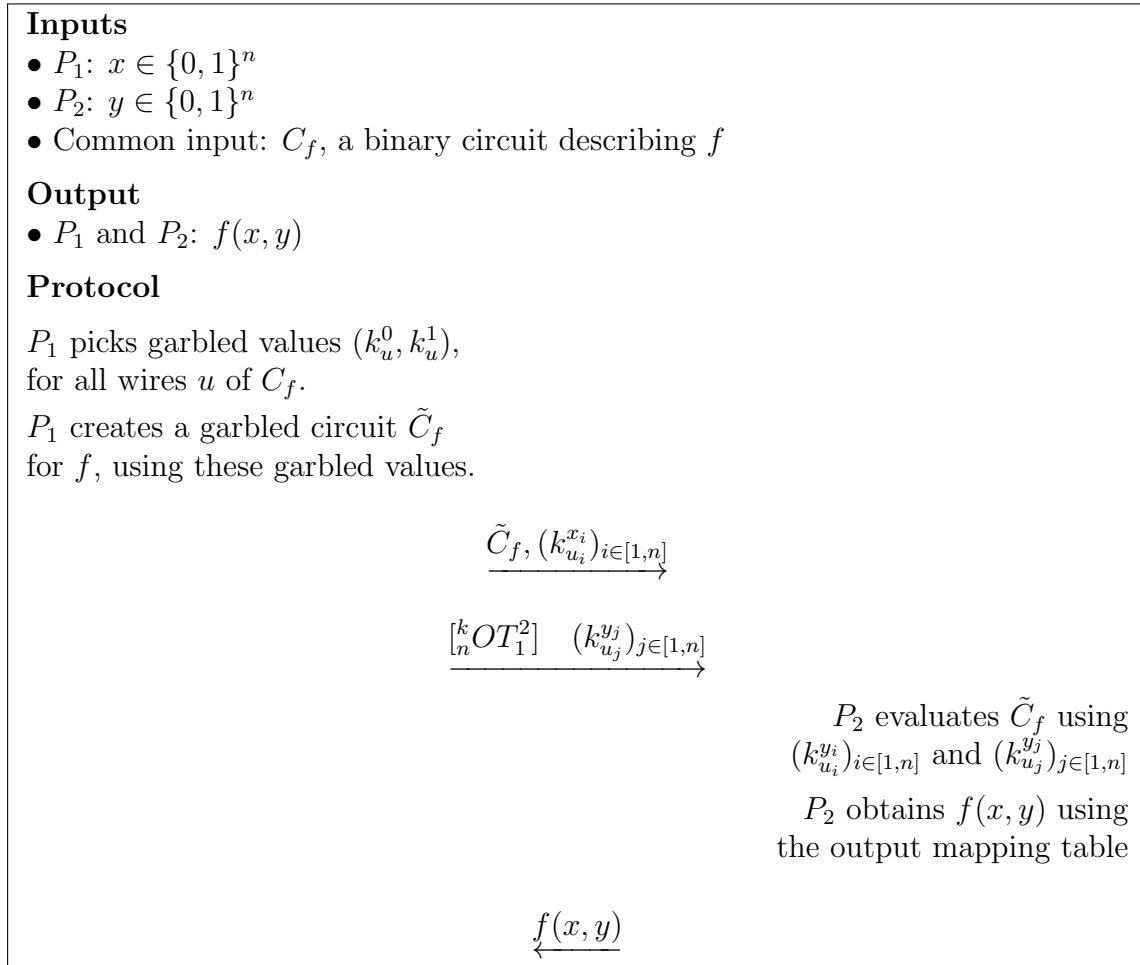 Inputs
• P₁: x ∈ {0, 1}ⁿ
• P₂: y ∈ {0, 1}ⁿ
• Common input: C_f, a binary circuit describing f
Output
• P₁ and P₂: f(x, y)
Protocol
P₁ picks garbled values (k_u^0, k_u^1),
for all wires u of C_f.
P₁ creates a garbled circuit C̃_f
for f, using these garbled values.
C̃_f, (k_{u_i}^{x_i})_{i∈[1,n]}
[^k_n OT_1^2] (k_{u_j}^{y_j})_{j∈[1,n]}
P₂ evaluates C̃_f using
(k_{u_i}^{y_i})_{i∈[1,n]} and (k_{u_j}^{y_j})_{j∈[1,n]}
P₂ obtains f(x, y) using
the output mapping table
f(x, y)